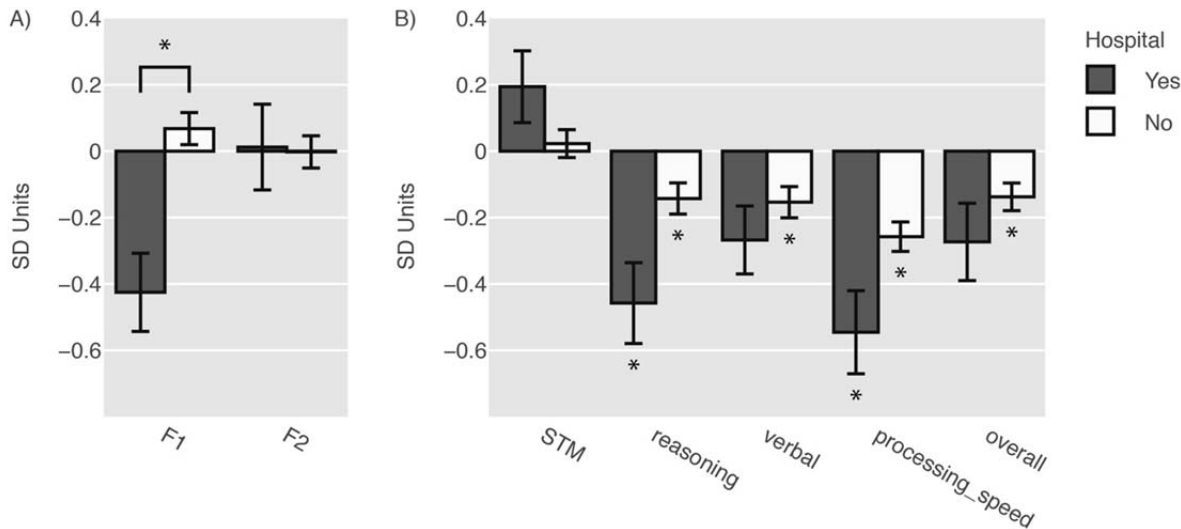 A)
0.4
0.2
0
−0.2
−0.4
−0.6
SD Units
*
F1
F2
B)
0.4
0.2
0
−0.2
−0.4
−0.6
SD Units
*
*
*
*
*
*
STM
reasoning
verbal
processing_speed
overall
Hospital
Yes
No